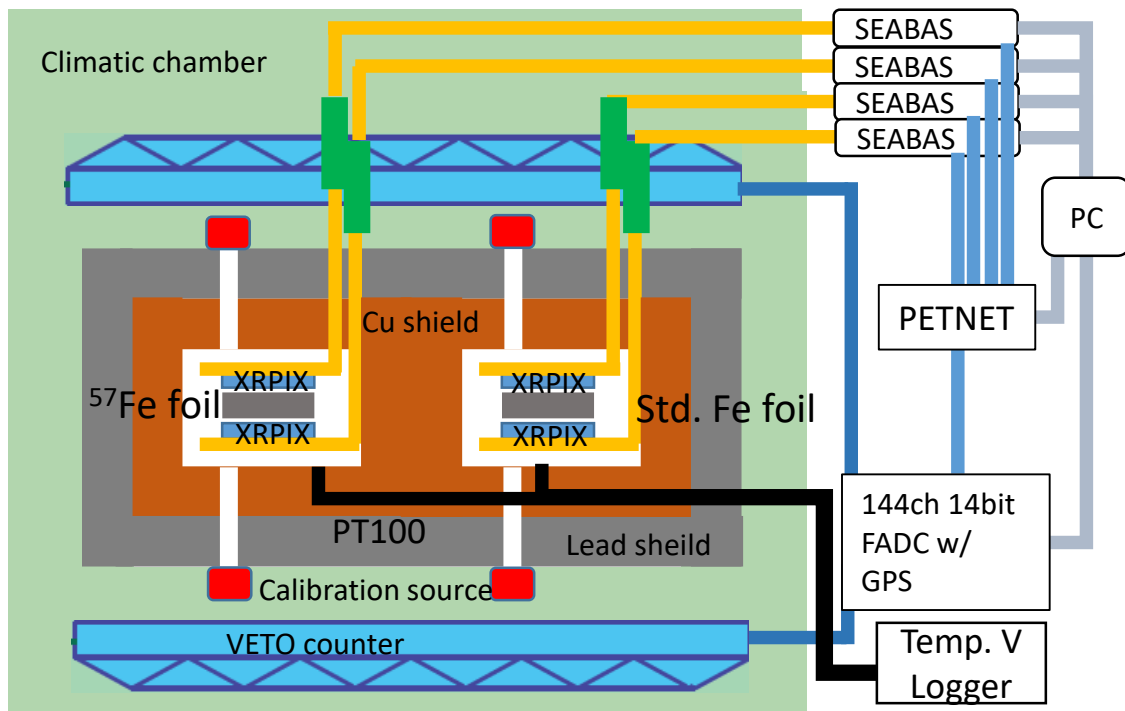 SEABAS
Climatic chamber
SEABAS
SEABAS
SEABAS
PC
Cu shield
PETNET
XRPIX
XRPIX
⁵⁷Fe foil
Std. Fe foil
XRPIX
XRPIX
144ch 14bit
FADC w/
GPS
PT100
Lead sheild
Calibration source
VETO counter
Temp. V
Logger